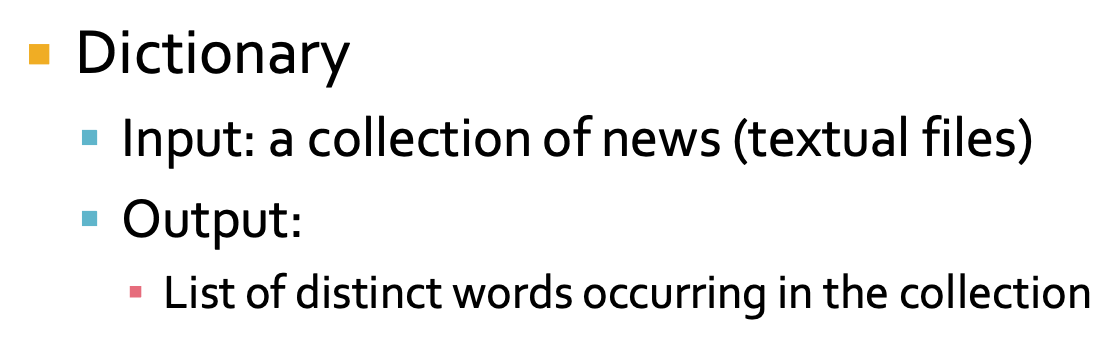 Dictionary
Input: a collection of news (textual files)
Output:
List of distinct words occurring in the collection